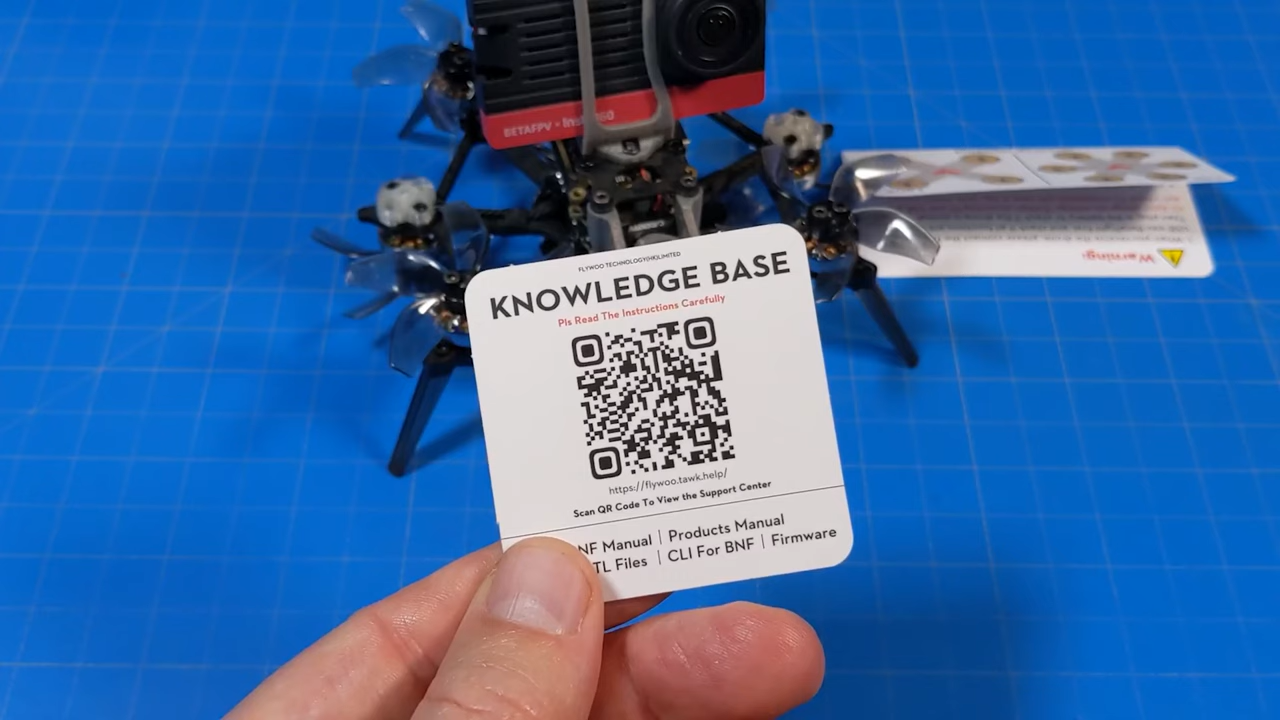 BETAFPV · Insta360
FLYWOO TECHNOLOGY(HK)LIMITED
KNOWLEDGE BASE
Pls Read The Instructions Carefully
https://flywoo.tawk.help/
Scan QR Code To View the Support Center
NF Manual | Products Manual
TL Files | CLI For BNF | Firmware
Warning: